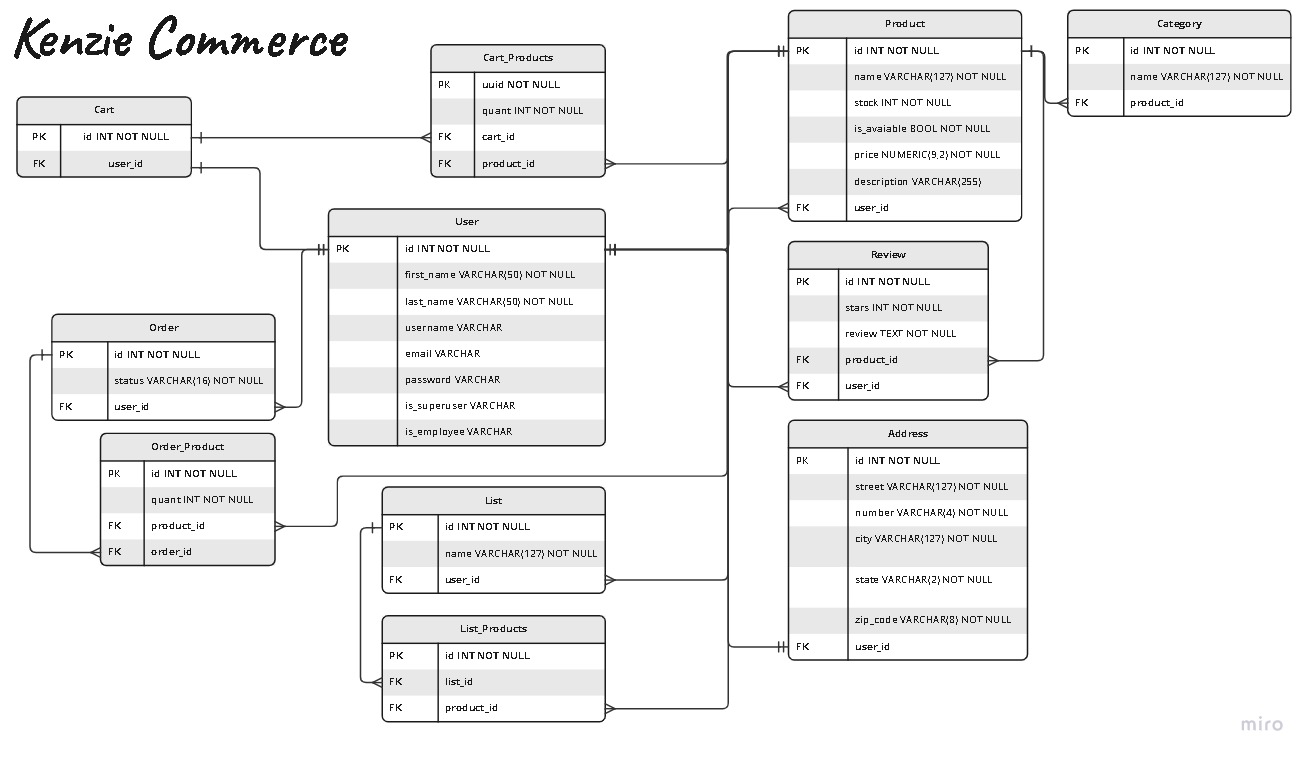 Kenzie Commerce
Cart
PK id INT NOT NULL
FK user_id
Cart_Products
PK uuid NOT NULL
quant INT NOT NULL
FK cart_id
FK product_id
Product
PK id INT NOT NULL
name VARCHAR(127) NOT NULL
stock INT NOT NULL
is_avaiable BOOL NOT NULL
price NUMERIC(9,2) NOT NULL
description VARCHAR(255)
FK user_id
Category
PK id INT NOT NULL
name VARCHAR(127) NOT NULL
FK product_id
User
PK id INT NOT NULL
first_name VARCHAR(50) NOT NULL
last_name VARCHAR(50) NOT NULL
username VARCHAR
email VARCHAR
password VARCHAR
is_superuser VARCHAR
is_employee VARCHAR
Review
PK id INT NOT NULL
stars INT NOT NULL
review TEXT NOT NULL
FK product_id
FK user_id
Order
PK id INT NOT NULL
status VARCHAR(16) NOT NULL
FK user_id
Order_Product
PK id INT NOT NULL
quant INT NOT NULL
FK product_id
FK order_id
List
PK id INT NOT NULL
name VARCHAR(127) NOT NULL
FK user_id
List_Products
PK id INT NOT NULL
FK list_id
FK product_id
Address
PK id INT NOT NULL
street VARCHAR(127) NOT NULL
number VARCHAR(4) NOT NULL
city VARCHAR(127) NOT NULL
state VARCHAR(2) NOT NULL
zip_code VARCHAR(8) NOT NULL
FK user_id
miro